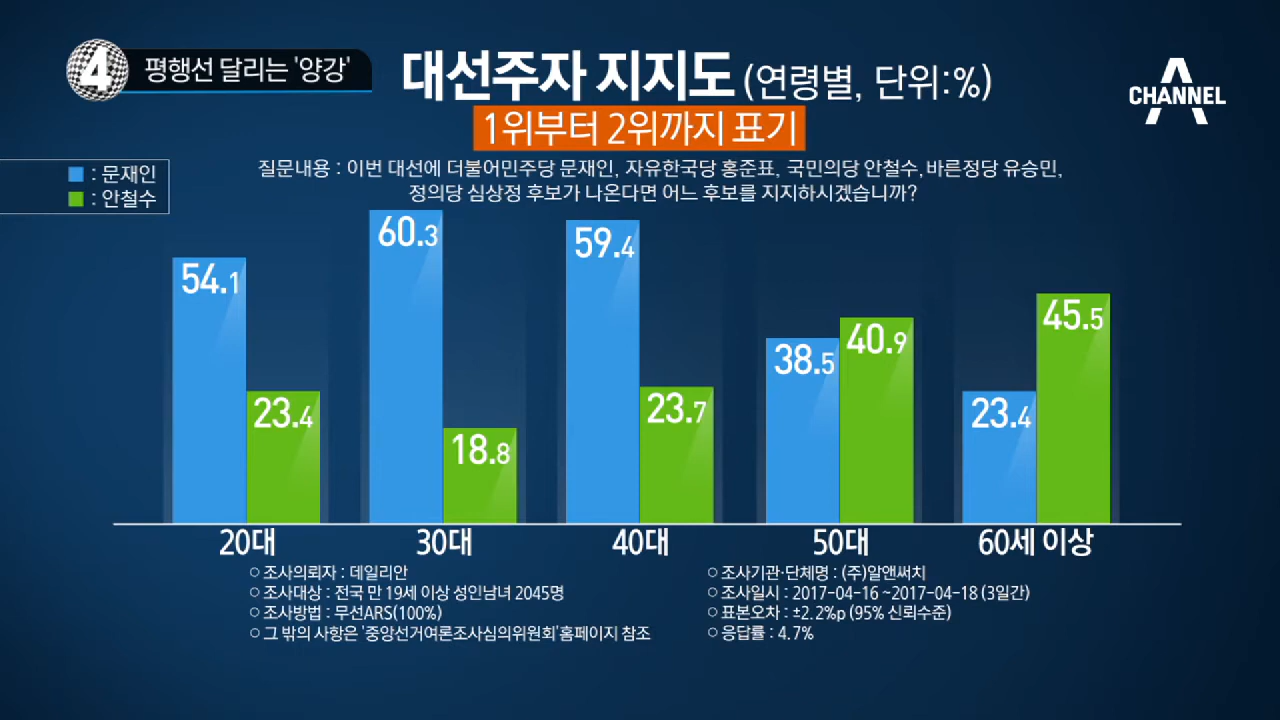 4 평행선 달리는 '양강'
대선주자 지지도 (연령별, 단위:%)
1위부터 2위까지 표기
CHANNEL A
질문내용 : 이번 대선에 더불어민주당 문재인, 자유한국당 홍준표, 국민의당 안철수, 바른정당 유승민,
정의당 심상정 후보가 나온다면 어느 후보를 지지하시겠습니까?
: 문재인
: 안철수
54.1
23.4
60.3
18.8
59.4
23.7
38.5
40.9
23.4
45.5
20대
30대
40대
50대
60세 이상
○ 조사의뢰자 : 데일리안
○ 조사대상 : 전국 만 19세 이상 성인남녀 2045명
○ 조사방법 : 무선ARS(100%)
○ 그 밖의 사항은 '중앙선거여론조사심의위원회'홈페이지 참조
○ 조사기관·단체명 : (주)알앤써치
○ 조사일시 : 2017-04-16 ~2017-04-18 (3일간)
○ 표본오차 : ±2.2%p (95% 신뢰수준)
○ 응답률 : 4.7%